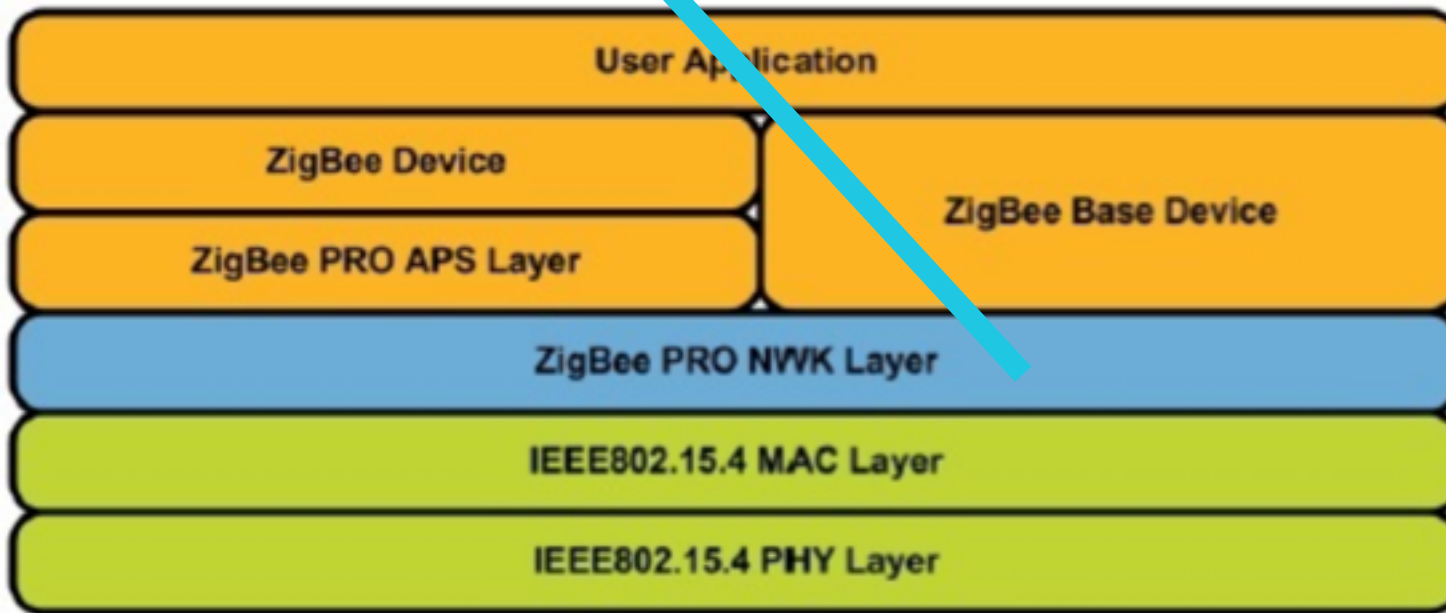 User Application
ZigBee Device
ZigBee PRO APS Layer
ZigBee Base Device
ZigBee PRO NWK Layer
IEEE802.15.4 MAC Layer
IEEE802.15.4 PHY Layer